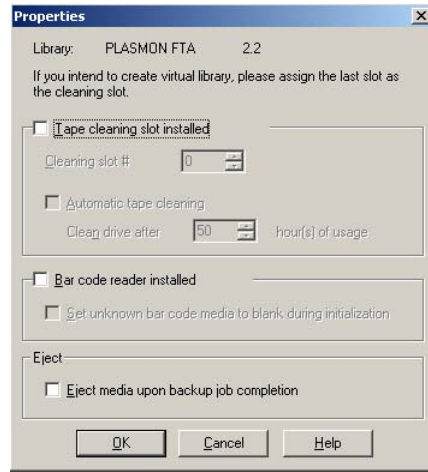 Properties
Library: PLASMON FTA 2.2
If you intend to create virtual library, please assign the last slot as
the cleaning slot.
Tape cleaning slot installed
Cleaning slot # 0
Automatic tape cleaning
Clean drive after 50 hour(s) of usage
Bar code reader installed
Set unknown bar code media to blank during initialization
Eject
Eject media upon backup job completion
OK Cancel Help